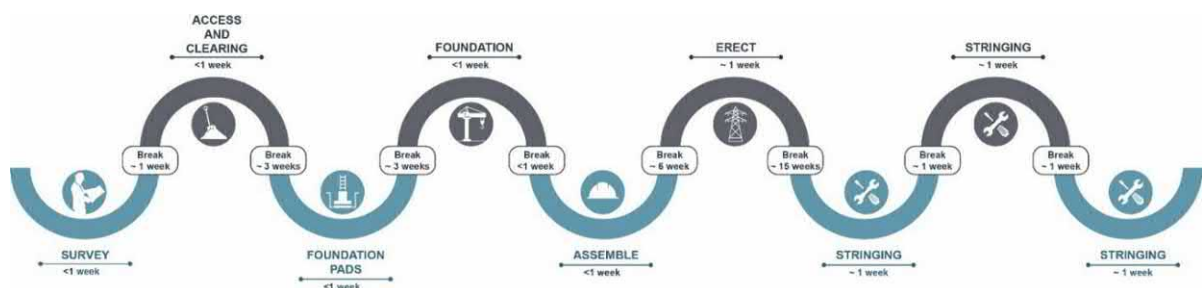 ACCESS
AND
CLEARING
<1 week
FOUNDATION
<1 week
ERECT
~ 1 week
STRINGING
~ 1 week
Break
~ 1 week
Break
~ 3 weeks
Break
~ 3 weeks
Break
<1 week
Break
~ 6 week
Break
~ 15 weeks
Break
~ 1 week
Break
~ 1 week
SURVEY
<1 week
FOUNDATION
PADS
<1 week
ASSEMBLE
<1 week
STRINGING
~ 1 week
STRINGING
~ 1 week